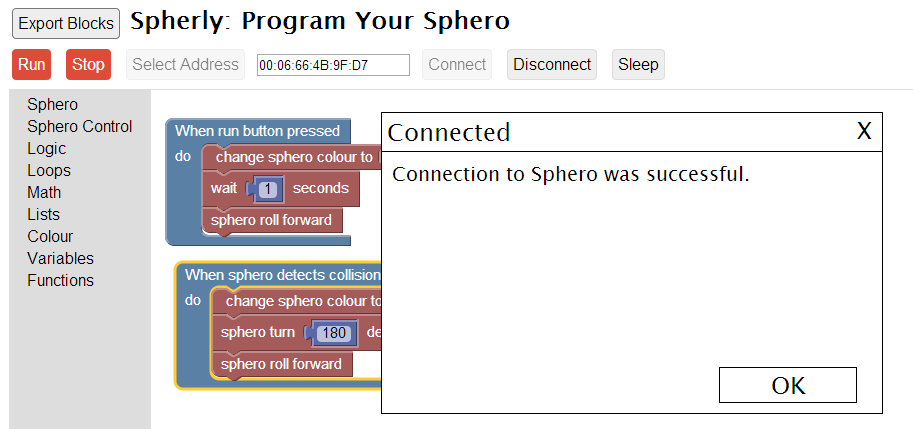 Export Blocks
Spherly: Program Your Sphero
Run
Stop
Select Address
00:06:66:4B:9F:D7
Connect
Disconnect
Sleep
Sphero
Sphero Control
Logic
Loops
Math
Lists
Colour
Variables
Functions
When run button pressed
do
change sphero colour to
wait 1 seconds
sphero roll forward
When sphero detects collision
do
change sphero colour to
sphero turn 180 de
sphero roll forward
Connected X
Connection to Sphero was successful.
OK